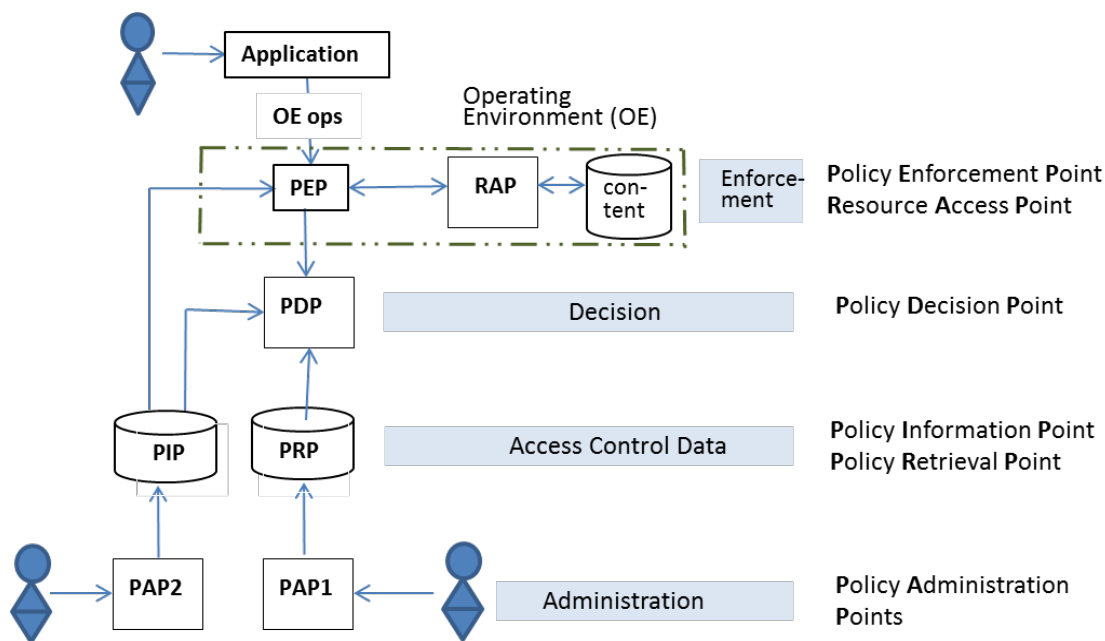 Application
OE ops
Operating
Environment (OE)
PEP
RAP
con-
tent
Enforce-
ment
Policy Enforcement Point
Resource Access Point
PDP
Decision
Policy Decision Point
PIP
PRP
Access Control Data
Policy Information Point
Policy Retrieval Point
PAP2
PAP1
Administration
Policy Administration
Points